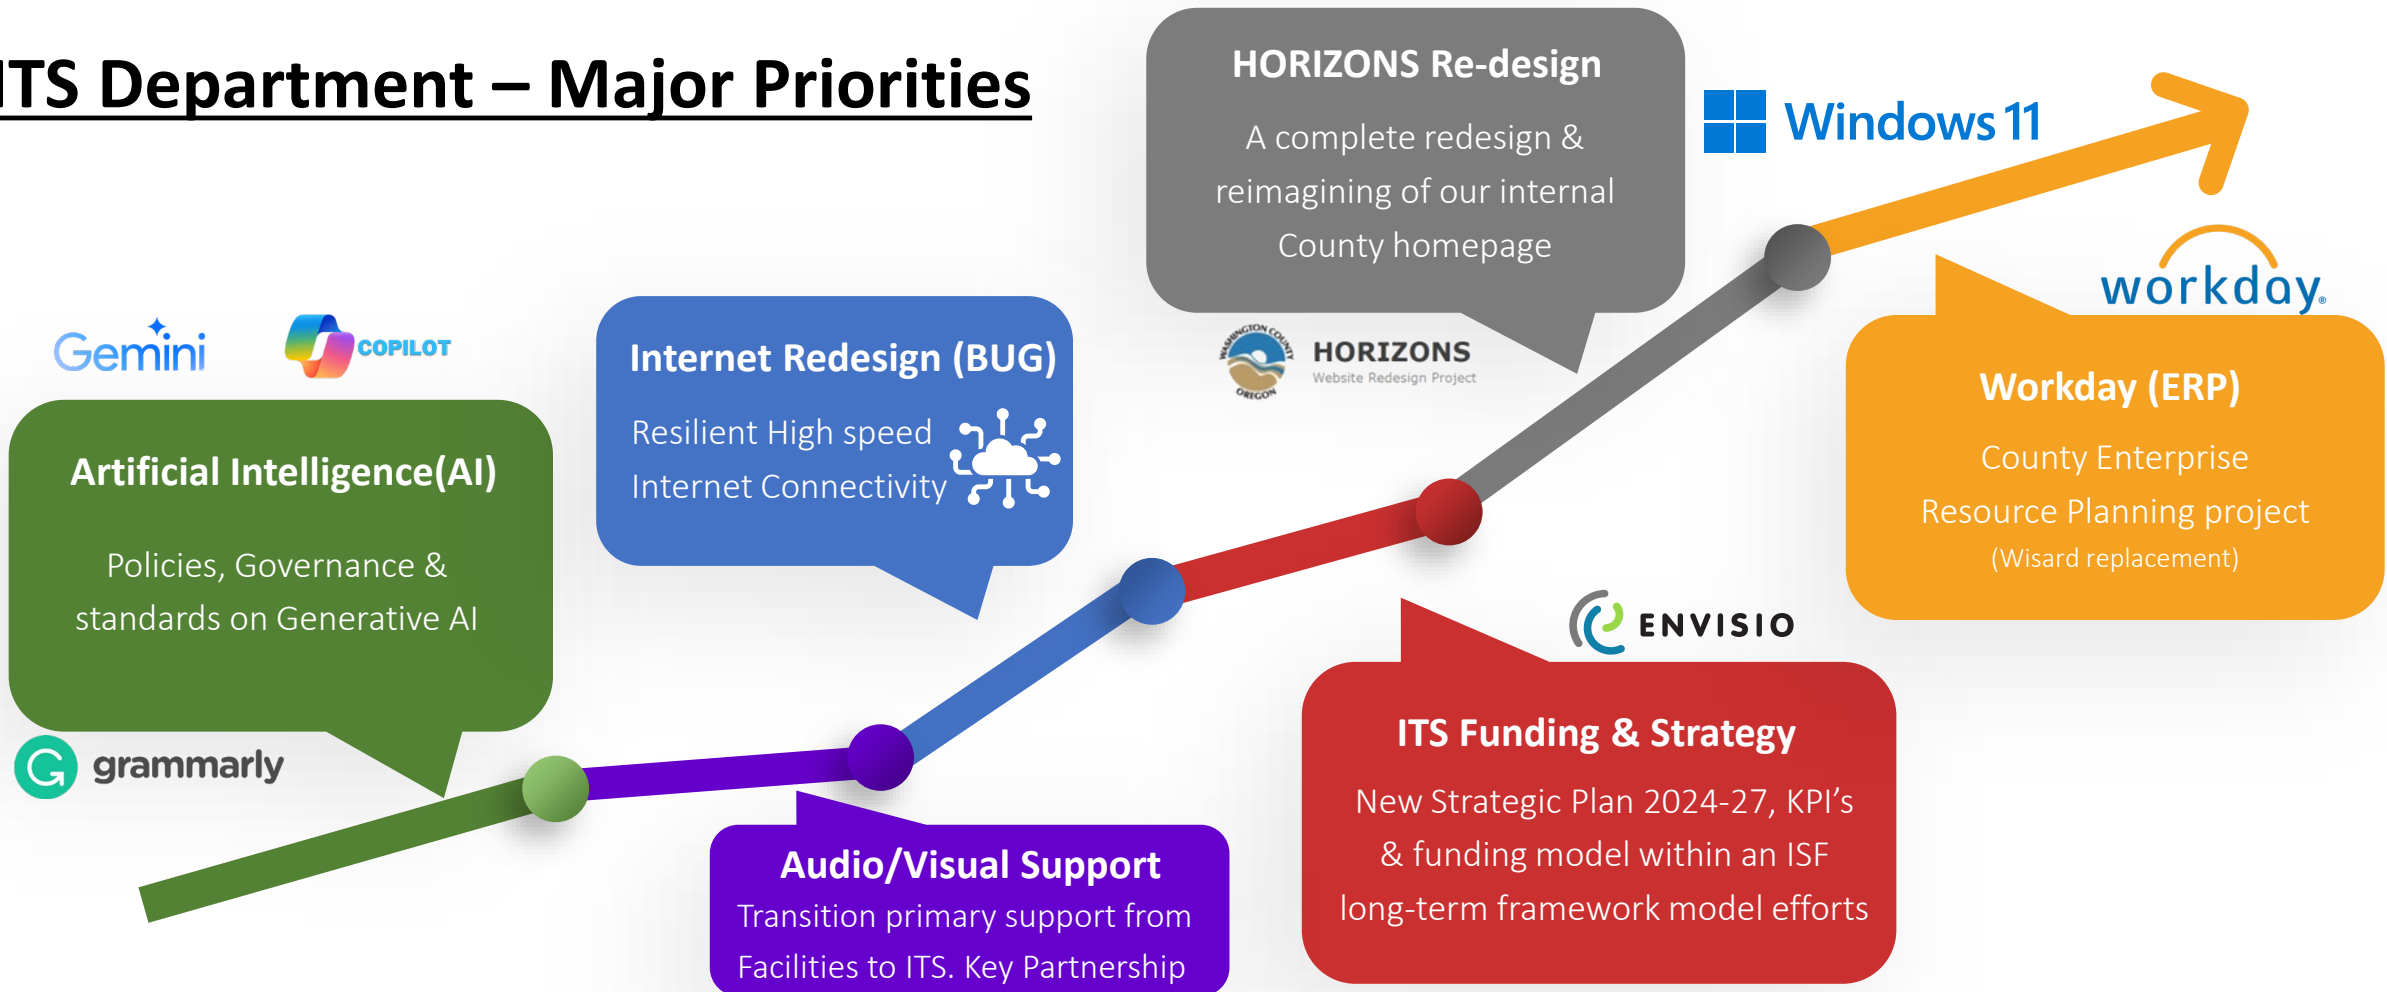 ITS Department – Major Priorities
Gemini
COPILOT
Artificial Intelligence(AI)
Policies, Governance &
standards on Generative AI
grammarly
Audio/Visual Support
Transition primary support from
Facilities to ITS. Key Partnership
Internet Redesign (BUG)
Resilient High speed
Internet Connectivity
ENVISIO
ITS Funding & Strategy
New Strategic Plan 2024-27, KPI’s
& funding model within an ISF
long-term framework model efforts
HORIZONS Re-design
A complete redesign &
reimagining of our internal
County homepage
WASHINGTON COUNTY
OREGON
HORIZONS
Website Redesign Project
Windows 11
workday®
Workday (ERP)
County Enterprise
Resource Planning project
(Wisard replacement)